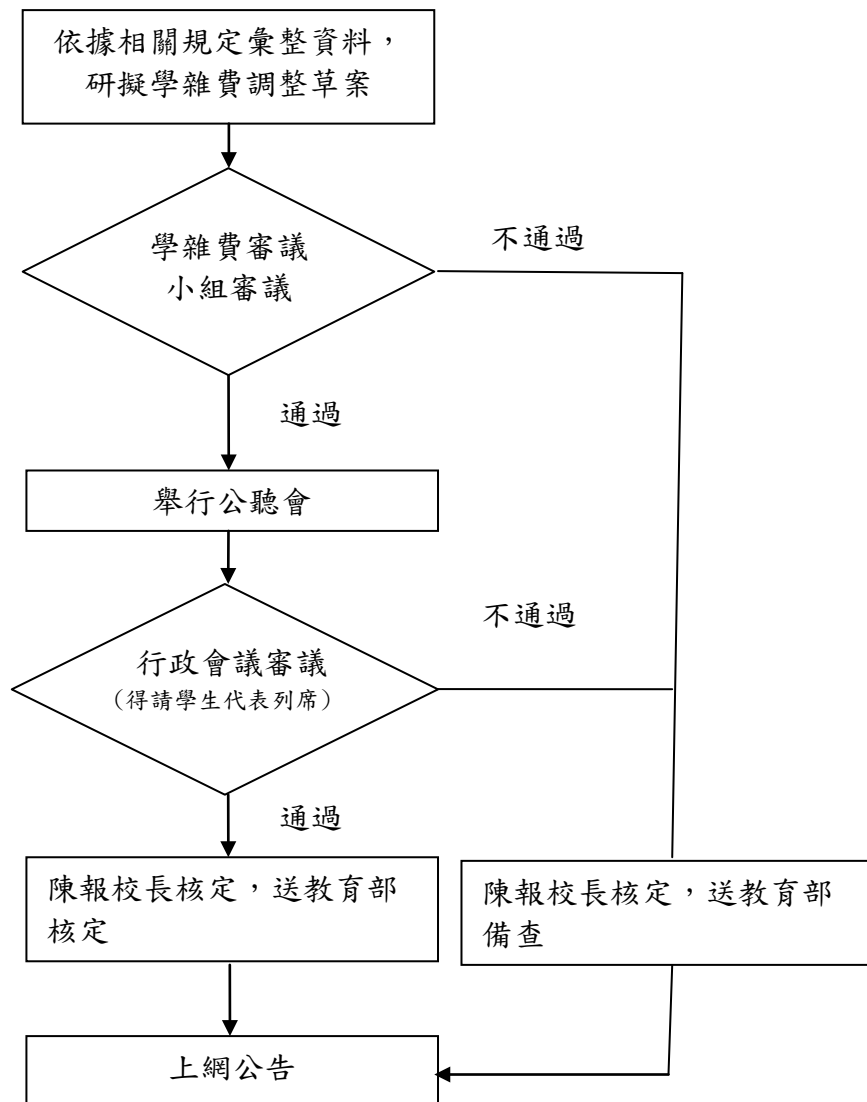 依據相關規定彙整資料，
研擬學雜費調整草案
學雜費審議
小組審議
不通過
通過
舉行公聽會
不通過
行政會議審議
（得請學生代表列席）
通過
陳報校長核定，送教育部
核定
陳報校長核定，送教育部
備查
上網公告